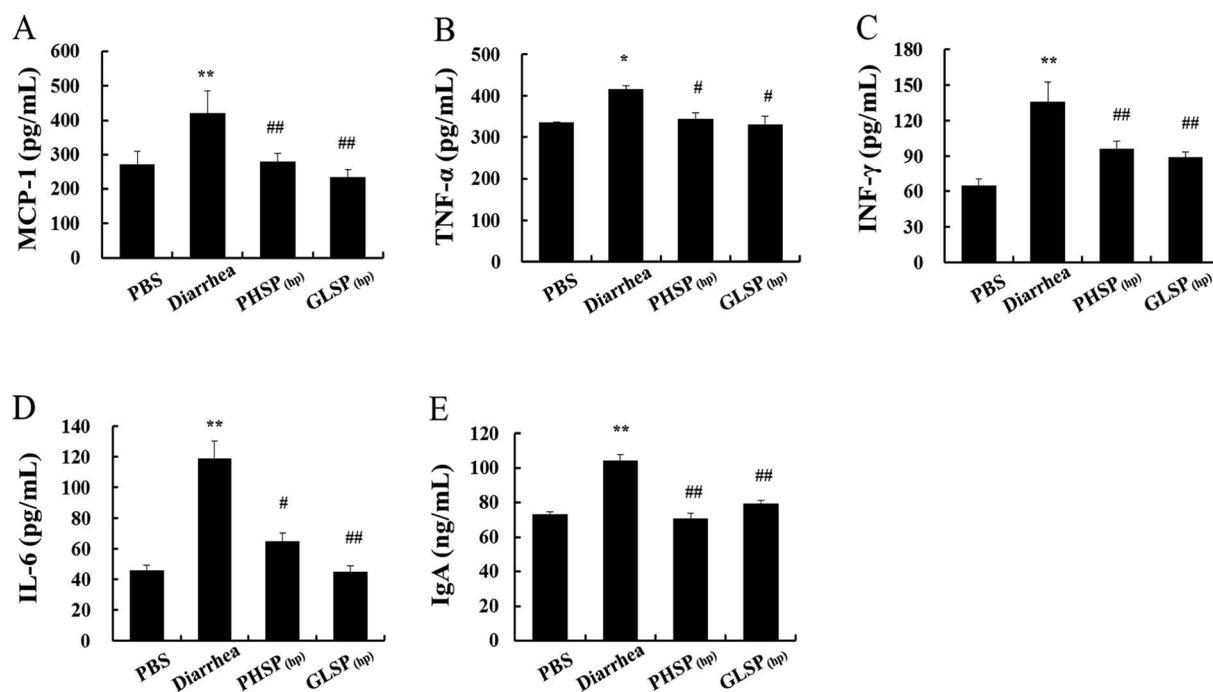 A
MCP-1 (pg/mL)
600
500
400
300
200
100
0
**
##
##
PBS
Diarrhea
PHSP (hp)
GLSP (hp)
B
TNF-α (pg/mL)
500
400
300
200
100
0
*
#
#
PBS
Diarrhea
PHSP (hp)
GLSP (hp)
C
INF-γ (pg/mL)
180
150
120
90
60
30
0
**
##
##
PBS
Diarrhea
PHSP (hp)
GLSP (hp)
D
IL-6 (pg/mL)
140
120
100
80
60
40
20
0
**
#
##
PBS
Diarrhea
PHSP (hp)
GLSP (hp)
E
IgA (ng/mL)
120
100
80
60
40
20
0
**
##
##
PBS
Diarrhea
PHSP (hp)
GLSP (hp)